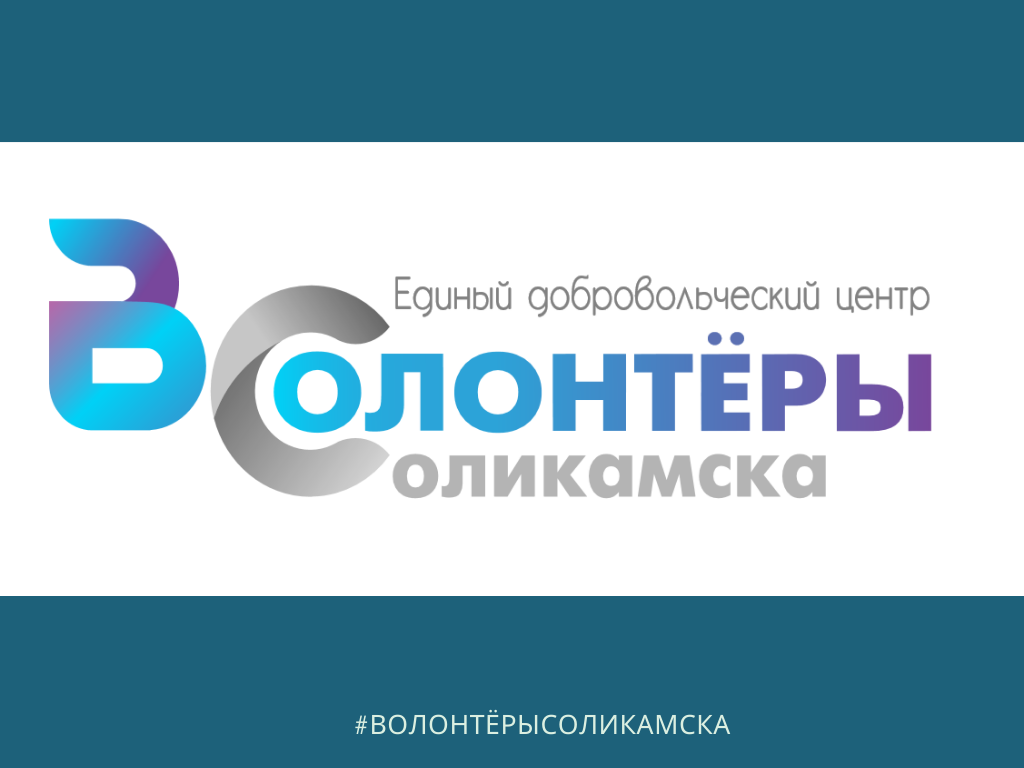 Единый добровольческий центр
ВОЛОНТЁРЫ
Соликамска
#ВОЛОНТЁРЫСОЛИКАМСКА